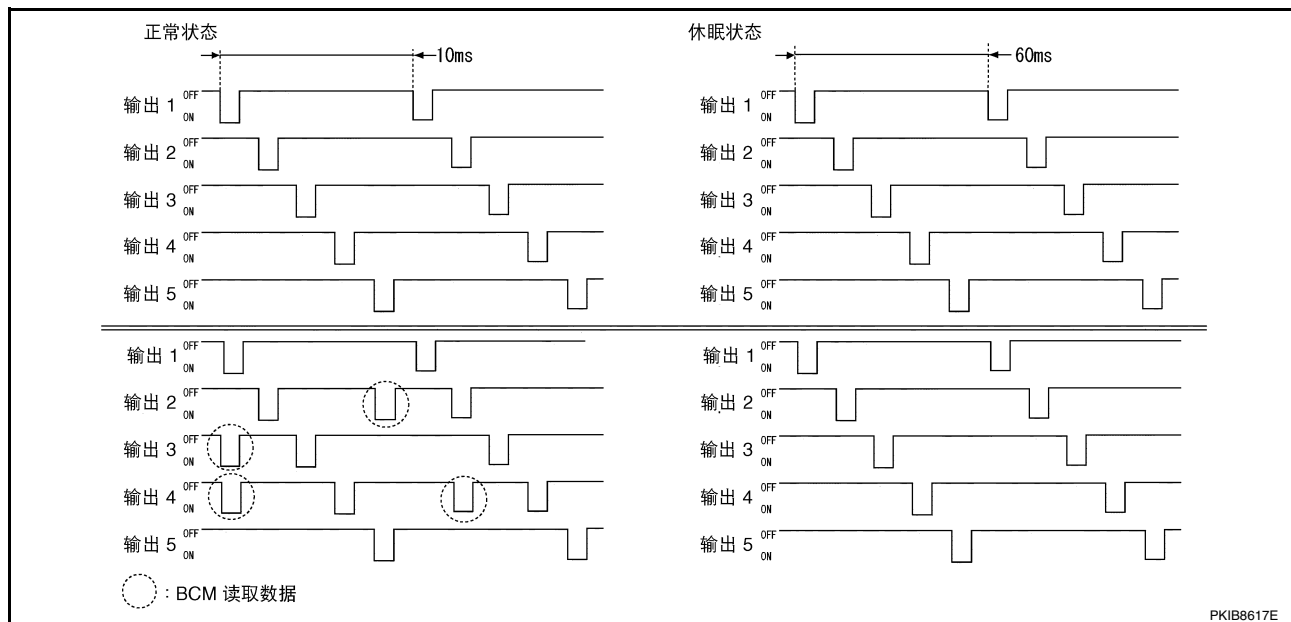 正常状态
10ms
输出 1 OFF ON
输出 2 OFF ON
输出 3 OFF ON
输出 4 OFF ON
输出 5 OFF ON
休眠状态
60ms
输出 1 OFF ON
输出 2 OFF ON
输出 3 OFF ON
输出 4 OFF ON
输出 5 OFF ON
输出 1 OFF ON
输出 2 OFF ON
输出 3 OFF ON
输出 4 OFF ON
输出 5 OFF ON
输出 1 OFF ON
输出 2 OFF ON
输出 3 OFF ON
输出 4 OFF ON
输出 5 OFF ON
: BCM 读取数据
PKIB8617E